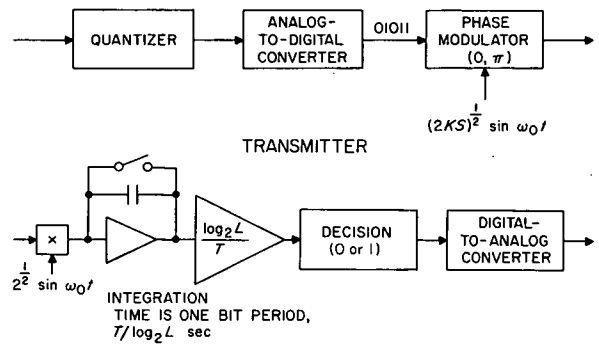 QUANTIZER
ANALOG-
TO-DIGITAL
CONVERTER
01011
PHASE
MODULATOR
(0, π)
(2KS)^{1/2} sin ω₀t
TRANSMITTER
×
2^{1/2} sin ω₀t
log₂L
T
DECISION
(0 or 1)
DIGITAL-
TO-ANALOG
CONVERTER
INTEGRATION
TIME IS ONE BIT PERIOD,
T/log₂L sec